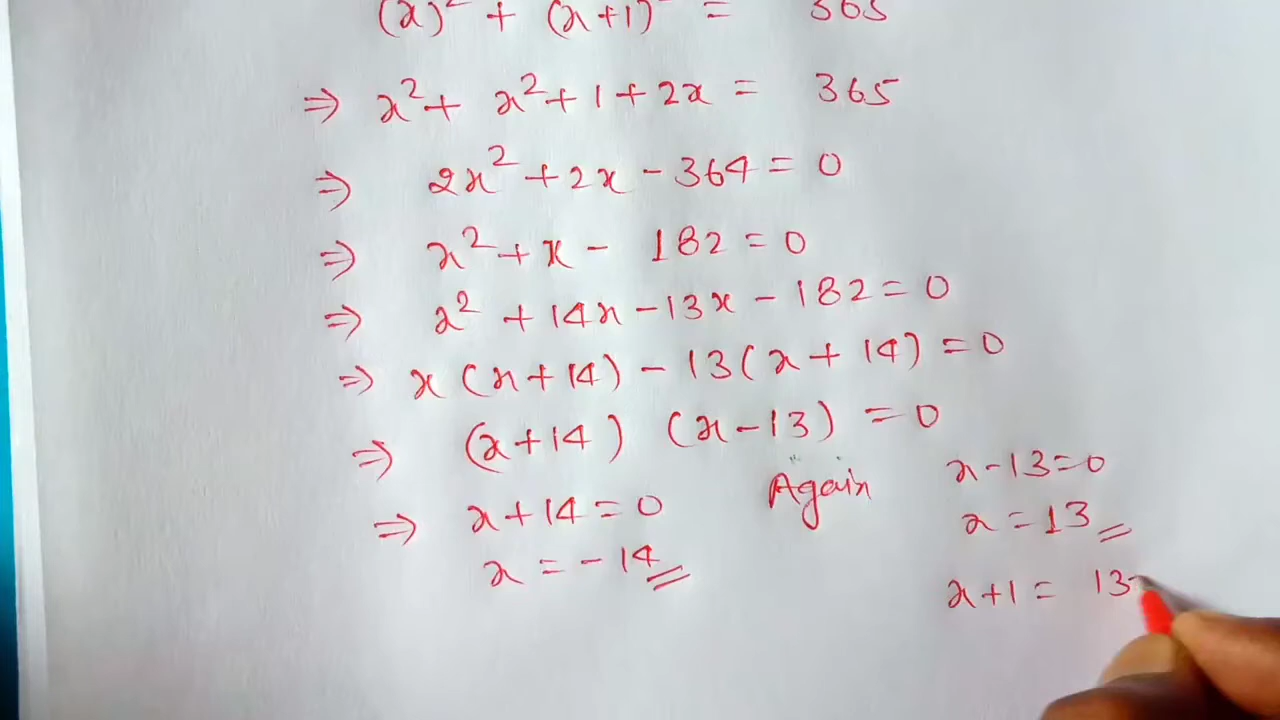 (x)² + (x+1)² = 365
⇒ x² + x² + 1 + 2x = 365
⇒ 2x² + 2x - 364 = 0
⇒ x² + x - 182 = 0
⇒ x² + 14x - 13x - 182 = 0
⇒ x(x+14) - 13(x+14) = 0
⇒ (x+14) (x-13) = 0
⇒ x+14=0
x = -14
Again x-13=0
x = 13
x+1 = 13